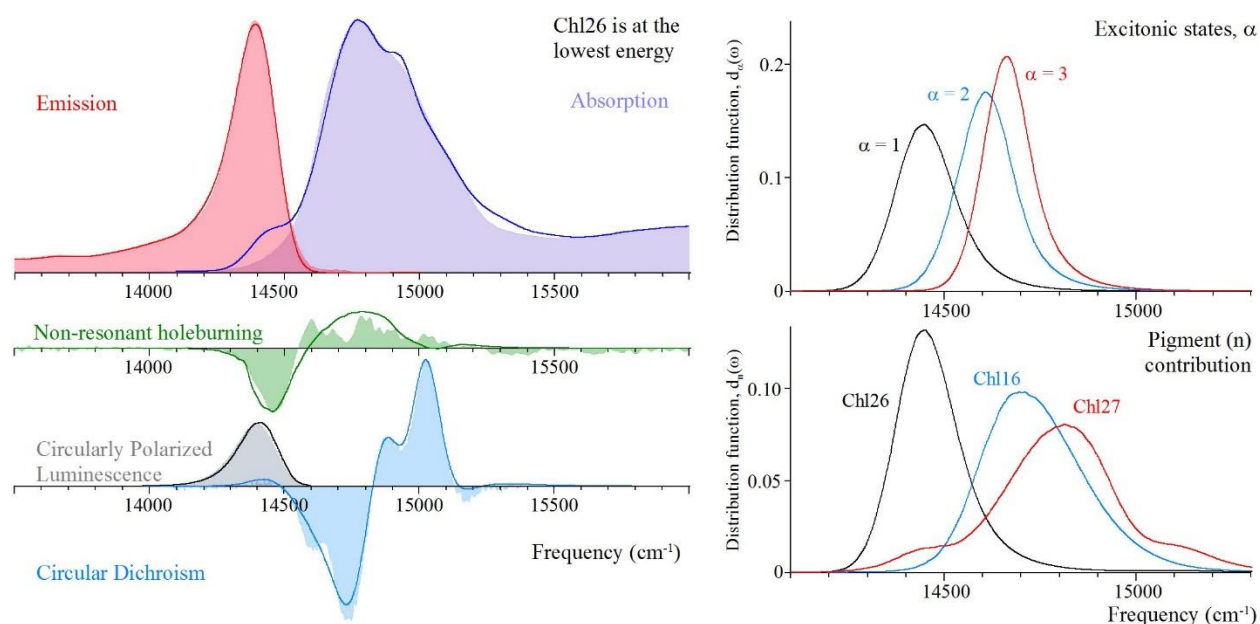 Chl26 is at the
lowest energy
Emission
Absorption
14000 14500 15000 15500
Non-resonant holeburning
14000 15500
Circularly Polarized
Luminescence
14000 14500 15000 15500
Frequency (cm-1)
Circular Dichroism
Excitonic states, α
Distribution function, dα(ω)
0.2
0.1
0
α = 1
α = 2
α = 3
14500 15000
Pigment (n)
contribution
Distribution function, dn(ω)
0.10
0.05
0
Chl26
Chl16
Chl27
14500 15000
Frequency (cm-1)